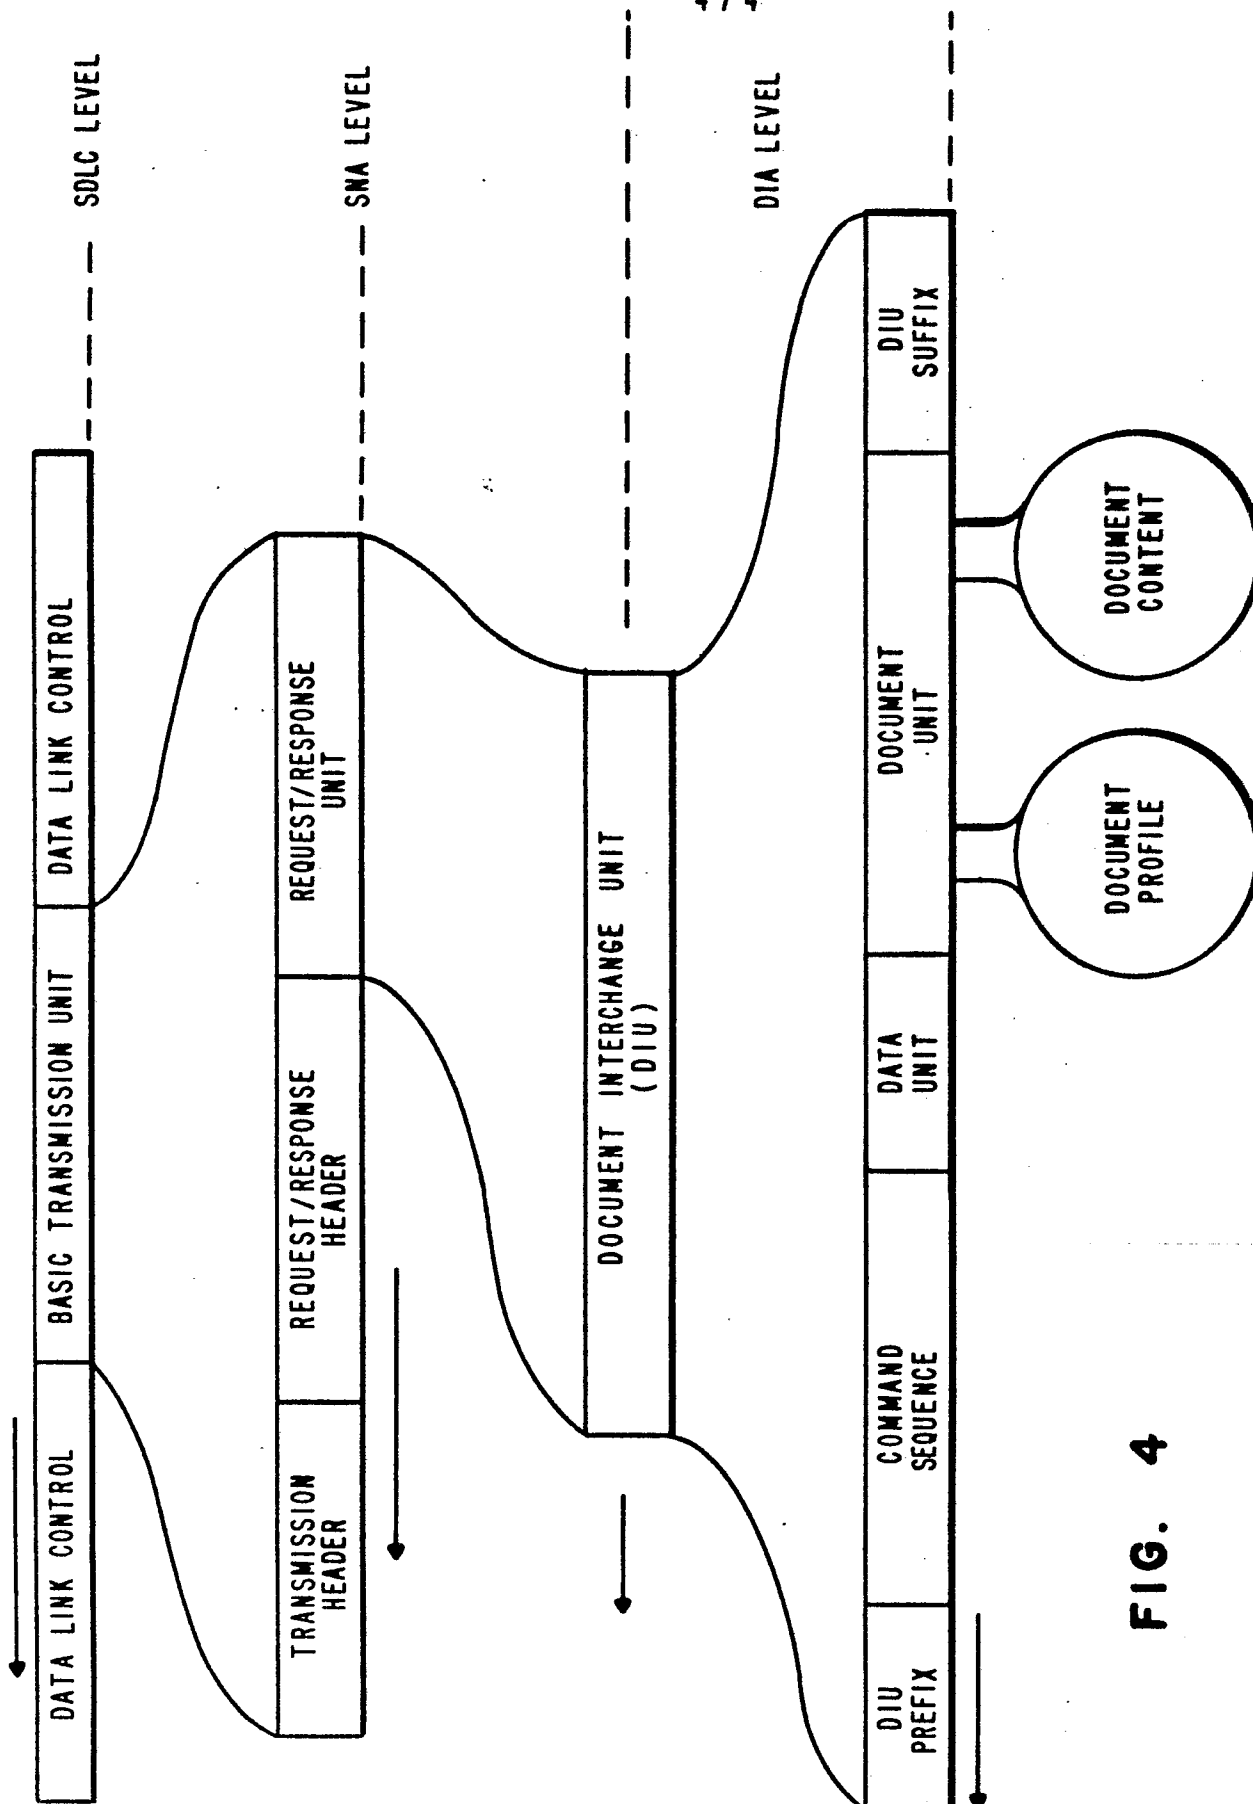 DATA LINK CONTROL
BASIC TRANSMISSION UNIT
DATA LINK CONTROL
SDLC LEVEL
TRANSMISSION
HEADER
REQUEST/RESPONSE
HEADER
REQUEST/RESPONSE
UNIT
SNA LEVEL
DOCUMENT INTERCHANGE UNIT
(DIU)
DIA LEVEL
DIU
PREFIX
COMMAND
SEQUENCE
DATA
UNIT
DOCUMENT
UNIT
DIU
SUFFIX
DOCUMENT
PROFILE
DOCUMENT
CONTENT
FIG. 4